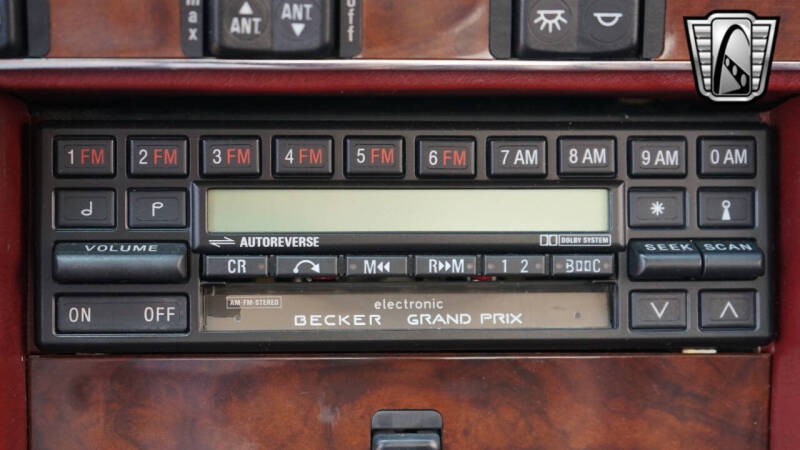 max ANT ANT off
1 FM 2 FM 3 FM 4 FM 5 FM 6 FM 7 AM 8 AM 9 AM 0 AM
P *
AUTOREVERSE DOLBY SYSTEM
VOLUME CR M R M 1 2 B C SEEK SCAN
AM-FM-STEREO electronic
ON OFF BECKER GRAND PRIX